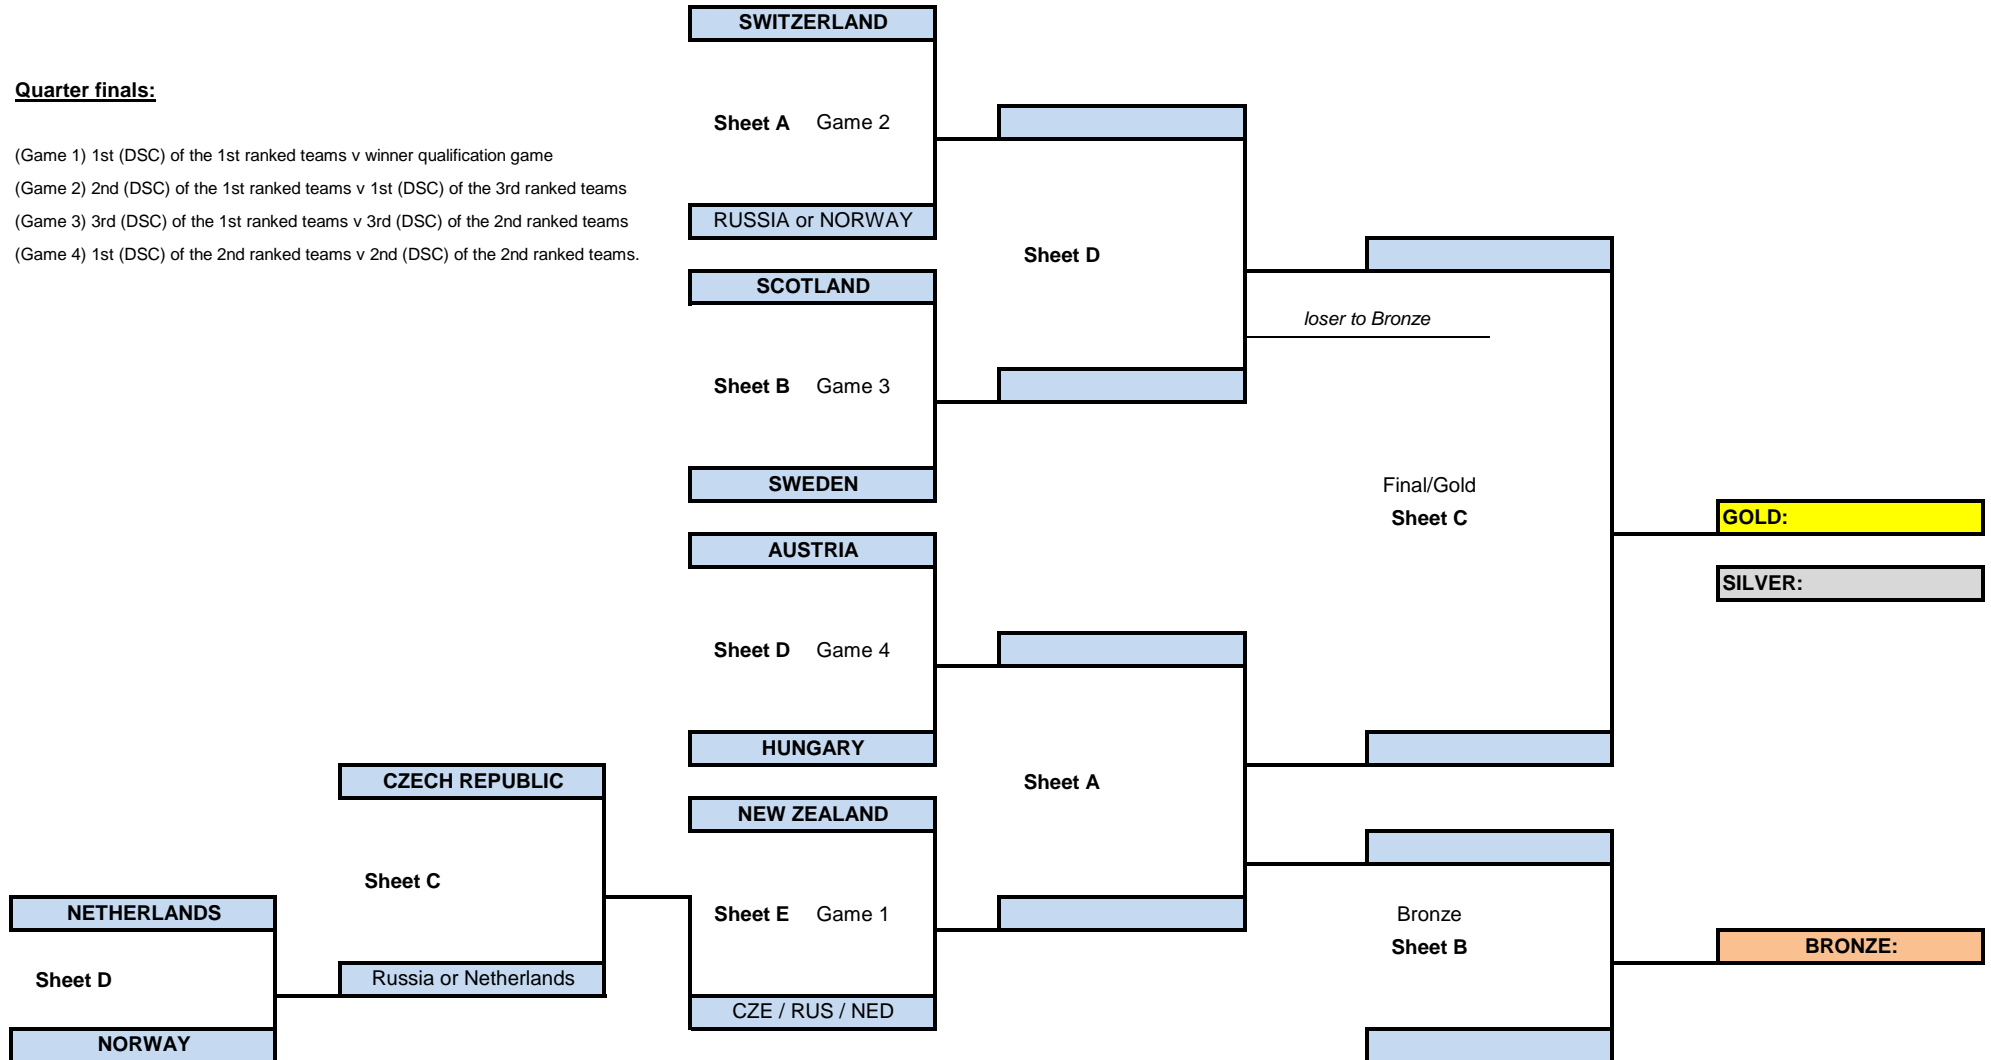 SWITZERLAND
Quarter finals:
Sheet A Game 2
(Game 1) 1st (DSC) of the 1st ranked teams v winner qualification game
(Game 2) 2nd (DSC) of the 1st ranked teams v 1st (DSC) of the 3rd ranked teams
(Game 3) 3rd (DSC) of the 1st ranked teams v 3rd (DSC) of the 2nd ranked teams
(Game 4) 1st (DSC) of the 2nd ranked teams v 2nd (DSC) of the 2nd ranked teams.
RUSSIA or NORWAY
Sheet D
SCOTLAND
loser to Bronze
Sheet B Game 3
SWEDEN
Final/Gold
Sheet C
GOLD:
AUSTRIA
SILVER:
Sheet D Game 4
HUNGARY
CZECH REPUBLIC
Sheet A
NEW ZEALAND
Sheet C
NETHERLANDS
Sheet E Game 1
Bronze
Sheet B
BRONZE:
Sheet D
Russia or Netherlands
CZE / RUS / NED
NORWAY